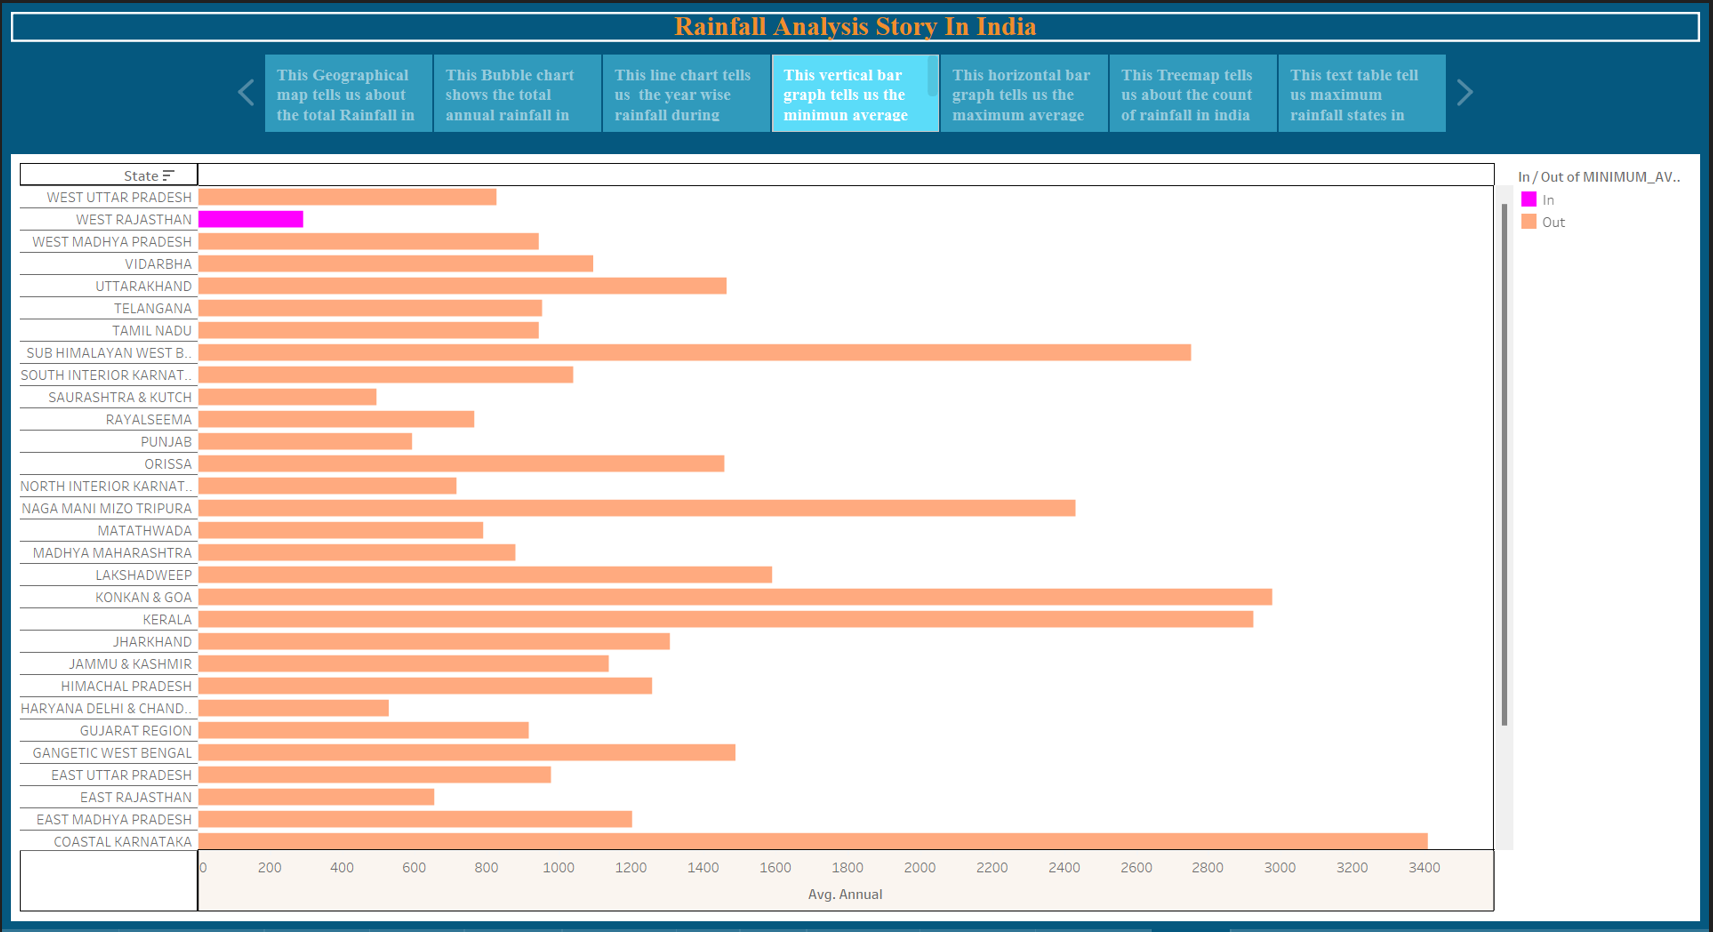 Rainfall Analysis Story In India
This Geographical
map tells us about
the total Rainfall in
This Bubble chart
shows the total
annual rainfall in
This line chart tells
us the year wise
rainfall during
This vertical bar
graph tells us the
minimun average
This horizontal bar
graph tells us the
maximum average
This Treemap tells
us about the count
of rainfall in india
This text table tell
us maximum
rainfall states in
State
WEST UTTAR PRADESH
WEST RAJASTHAN
WEST MADHYA PRADESH
VIDARBHA
UTTARAKHAND
TELANGANA
TAMIL NADU
SUB HIMALAYAN WEST B..
SOUTH INTERIOR KARNAT..
SAURASHTRA & KUTCH
RAYALSEEMA
PUNJAB
ORISSA
NORTH INTERIOR KARNAT..
NAGA MANI MIZO TRIPURA
MATATHWADA
MADHYA MAHARASHTRA
LAKSHADWEEP
KONKAN & GOA
KERALA
JHARKHAND
JAMMU & KASHMIR
HIMACHAL PRADESH
HARYANA DELHI & CHAND..
GUJARAT REGION
GANGETIC WEST BENGAL
EAST UTTAR PRADESH
EAST RAJASTHAN
EAST MADHYA PRADESH
COASTAL KARNATAKA
0 200 400 600 800 1000 1200 1400 1600 1800 2000 2200 2400 2600 2800 3000 3200 3400
Avg. Annual
In / Out of MINIMUM_AV..
In
Out